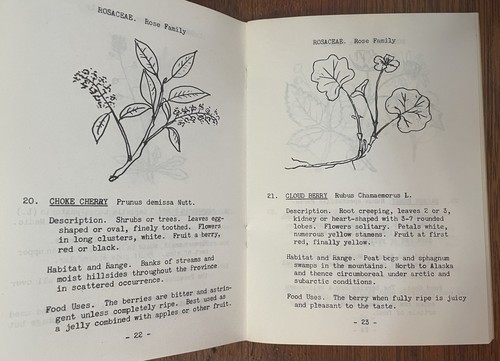 ROSACEAE. Rose Family
20. CHOKE CHERRY Prunus demissa Nutt.
Description. Shrubs or trees. Leaves egg-
shaped or oval, finely toothed. Flowers
in long clusters, white. Fruit a berry,
red or black.
Habitat and Range. Banks of streams and
moist hillsides throughout the Province
in scattered occurrence.
Food Uses. The berries are bitter and astrin-
gent unless completely ripe. Best used as
a jelly combined with apples or other fruit.
- 22 -
ROSACEAE. Rose Family
21. CLOUD BERRY Rubus Chamaemorus L.
Description. Root creeping, leaves 2 or 3,
kidney or heart-shaped with 3-7 rounded
lobes. Flowers solitary. Petals white,
numerous yellow stamens. Fruit at first
red, finally yellow.
Habitat and Range. Peat bogs and sphagnum
swamps in the mountains. North to Alaska
and thence circumboreal under arctic and
subarctic conditions.
Food Uses. The berry when fully ripe is juicy
and pleasant to the taste.
- 23 -